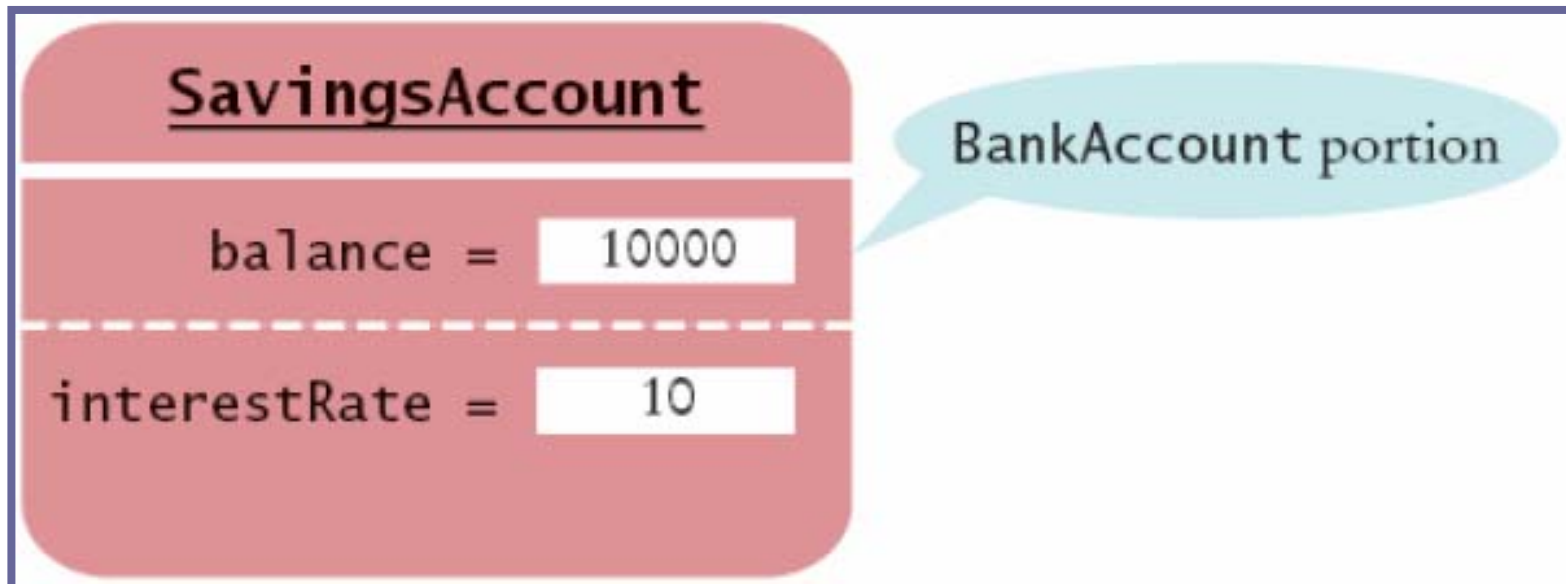 SavingsAccount
BankAccount portion
balance = 10000
interestRate = 10